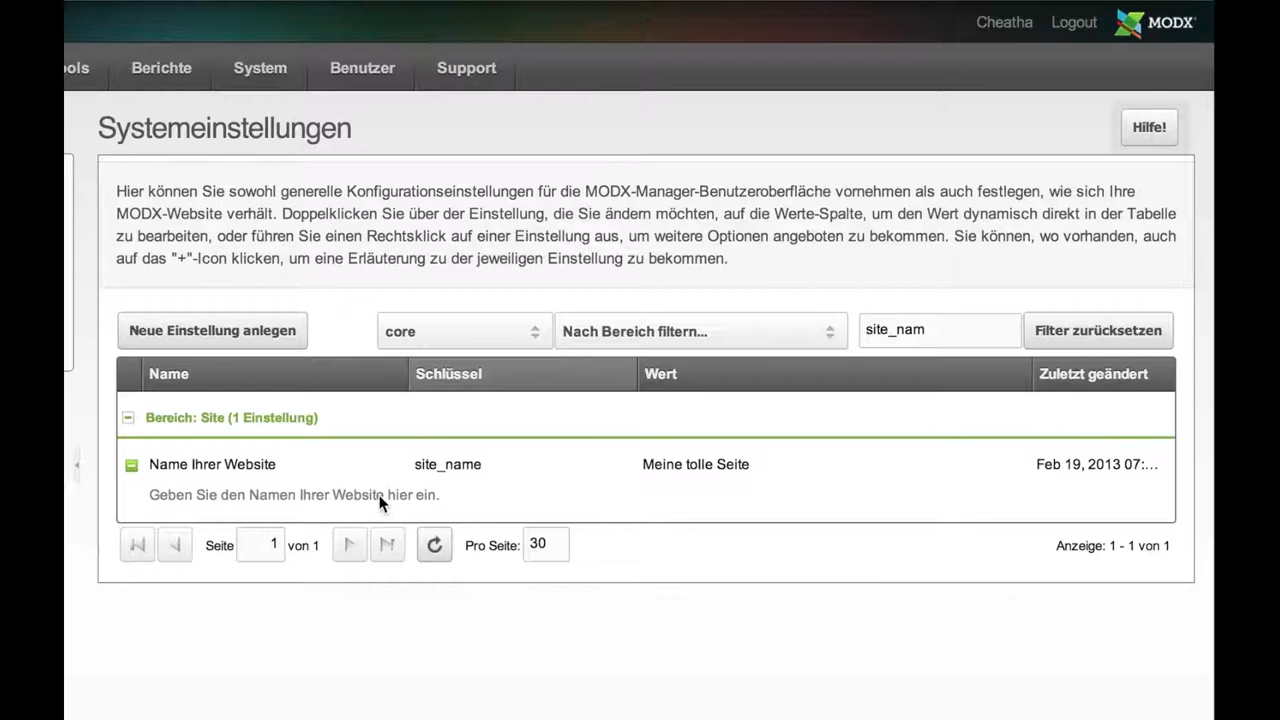 Cheatha Logout MODX
ools Berichte System Benutzer Support
Systemeinstellungen
Hilfe!
Hier können Sie sowohl generelle Konfigurationseinstellungen für die MODX-Manager-Benutzeroberfläche vornehmen als auch festlegen, wie sich Ihre
MODX-Website verhält. Doppelklicken Sie über der Einstellung, die Sie ändern möchten, auf die Werte-Spalte, um den Wert dynamisch direkt in der Tabelle
zu bearbeiten, oder führen Sie einen Rechtsklick auf einer Einstellung aus, um weitere Optionen angeboten zu bekommen. Sie können, wo vorhanden, auch
auf das "+"-Icon klicken, um eine Erläuterung zu der jeweiligen Einstellung zu bekommen.
Neue Einstellung anlegen core Nach Bereich filtern... site_nam Filter zurücksetzen
Name Schlüssel Wert Zuletzt geändert
Bereich: Site (1 Einstellung)
Name Ihrer Website site_name Meine tolle Seite Feb 19, 2013 07:...
Geben Sie den Namen Ihrer Website hier ein.
Seite 1 von 1 Pro Seite: 30 Anzeige: 1 - 1 von 1